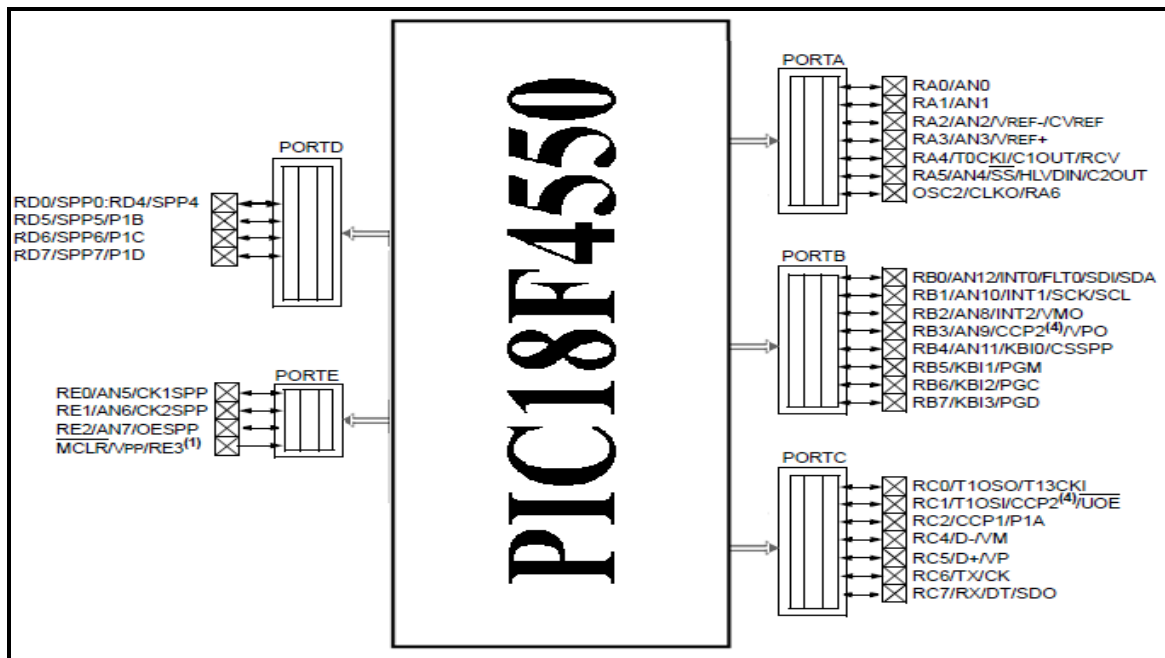 PORTD
RD0/SPP0:RD4/SPP4
RD5/SPP5/P1B
RD6/SPP6/P1C
RD7/SPP7/P1D
PORTE
RE0/AN5/CK1SPP
RE1/AN6/CK2SPP
RE2/AN7/OESPP
MCLR/VPP/RE3(1)
PIC18F4550
PORTA
RA0/AN0
RA1/AN1
RA2/AN2/VREF-/CVREF
RA3/AN3/VREF+
RA4/T0CKI/C1OUT/RCV
RA5/AN4/SS/HLVDIN/C2OUT
OSC2/CLKO/RA6
PORTB
RB0/AN12/INT0/FLT0/SDI/SDA
RB1/AN10/INT1/SCK/SCL
RB2/AN8/INT2/VMO
RB3/AN9/CCP2(4)/VPO
RB4/AN11/KBI0/CSSPP
RB5/KBI1/PGM
RB6/KBI2/PGC
RB7/KBI3/PGD
PORTC
RC0/T1OSO/T13CKI
RC1/T1OSI/CCP2(4)/UOE
RC2/CCP1/P1A
RC4/D-/VM
RC5/D+/VP
RC6/TX/CK
RC7/RX/DT/SDO